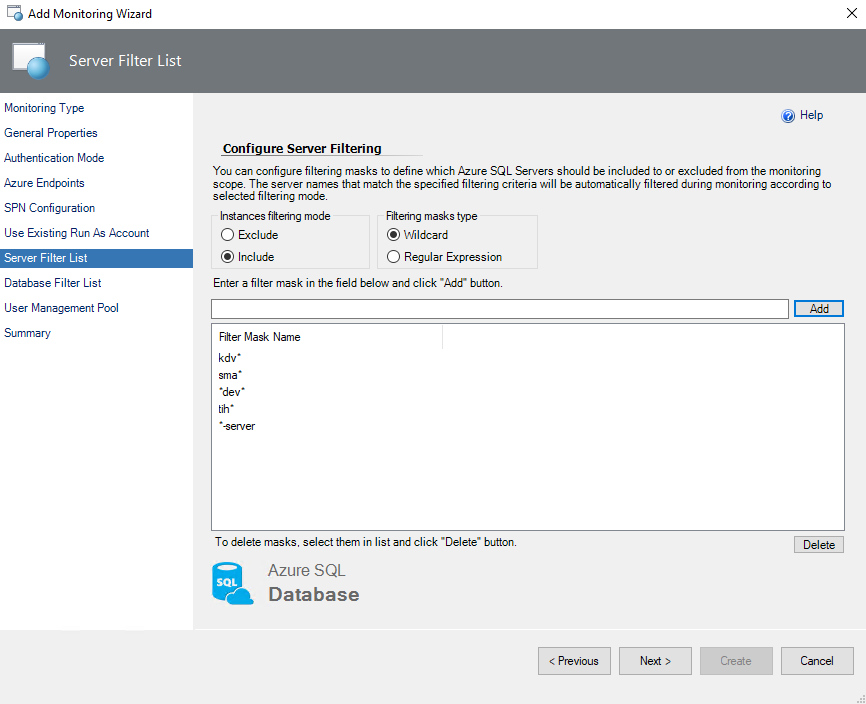 Add Monitoring Wizard
Server Filter List
Monitoring Type
General Properties
Authentication Mode
Azure Endpoints
SPN Configuration
Use Existing Run As Account
Server Filter List
Database Filter List
User Management Pool
Summary
Help
Configure Server Filtering
You can configure filtering masks to define which Azure SQL Servers should be included to or excluded from the monitoring
scope. The server names that match the specified filtering criteria will be automatically filtered during monitoring according to
selected filtering mode.
Instances filtering mode
Exclude
Include
Filtering masks type
Wildcard
Regular Expression
Enter a filter mask in the field below and click "Add" button.
Add
Filter Mask Name
kdv*
sma*
*dev*
tih*
*-server
To delete masks, select them in list and click "Delete" button.
Delete
SQL
Azure SQL
Database
< Previous
Next >
Create
Cancel